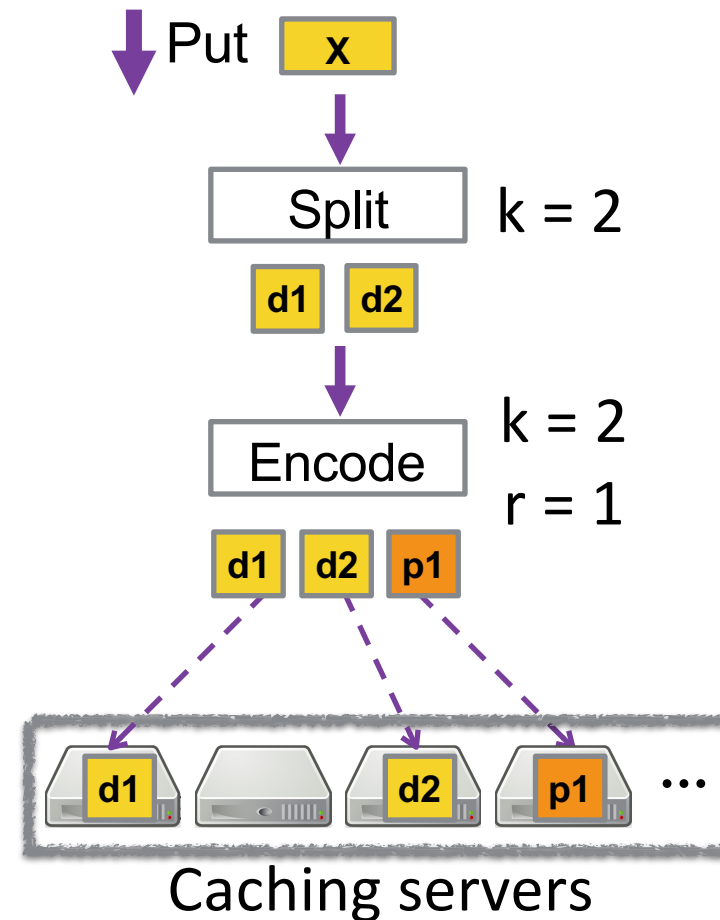 Put X
Split k = 2
d1 d2
Encode k = 2
r = 1
d1 d2 p1
d1 d2 p1 ...
Caching servers